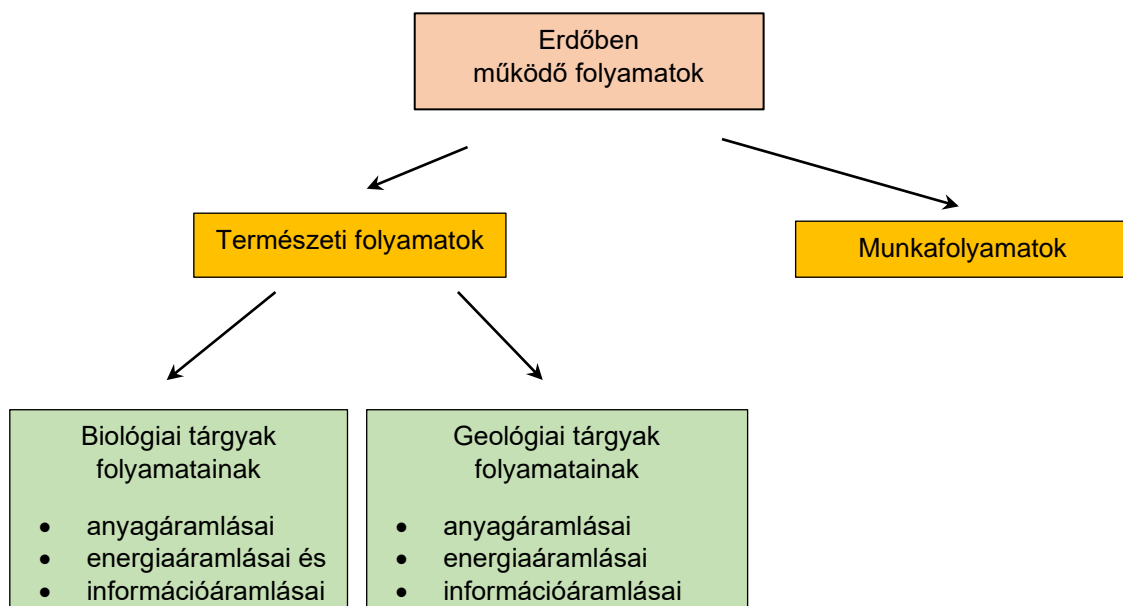 Erdőben
működő folyamatok
Természeti folyamatok
Munkafolyamatok
Biológiai tárgyak
folyamatainak
• anyagáramlásai
• energiaáramlásai és
• információáramlásai
Geológiai tárgyak
folyamatainak
• anyagáramlásai
• energiaáramlásai
• információáramlásai